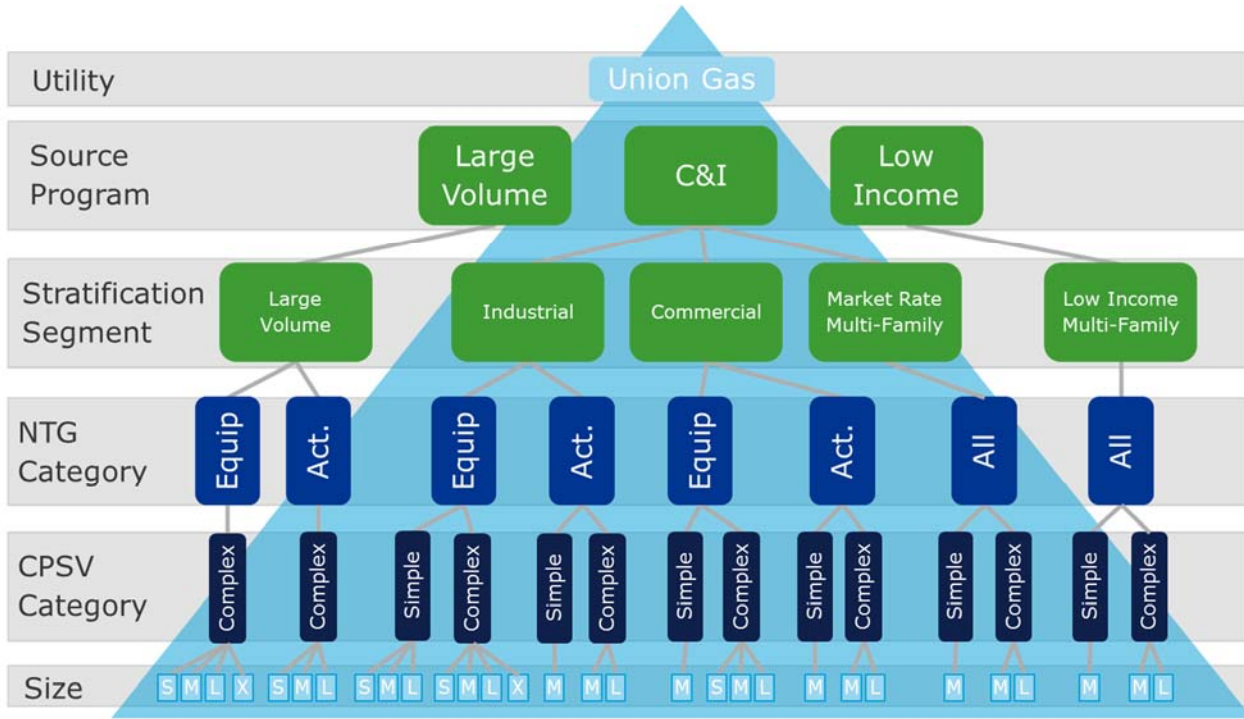 Utility
Union Gas
Source
Program
Large
Volume
C&I
Low
Income
Stratification
Segment
Large
Volume
Industrial
Commercial
Market Rate
Multi-Family
Low Income
Multi-Family
NTG
Category
Equip
Act.
Equip
Act.
Equip
Act.
All
All
CPSV
Category
Complex
Complex
Simple
Complex
Simple
Complex
Simple
Complex
Simple
Complex
Simple
Complex
Simple
Complex
Size
S M L X S M L S M L S M L X M M L M S M L M M L M M L M M L